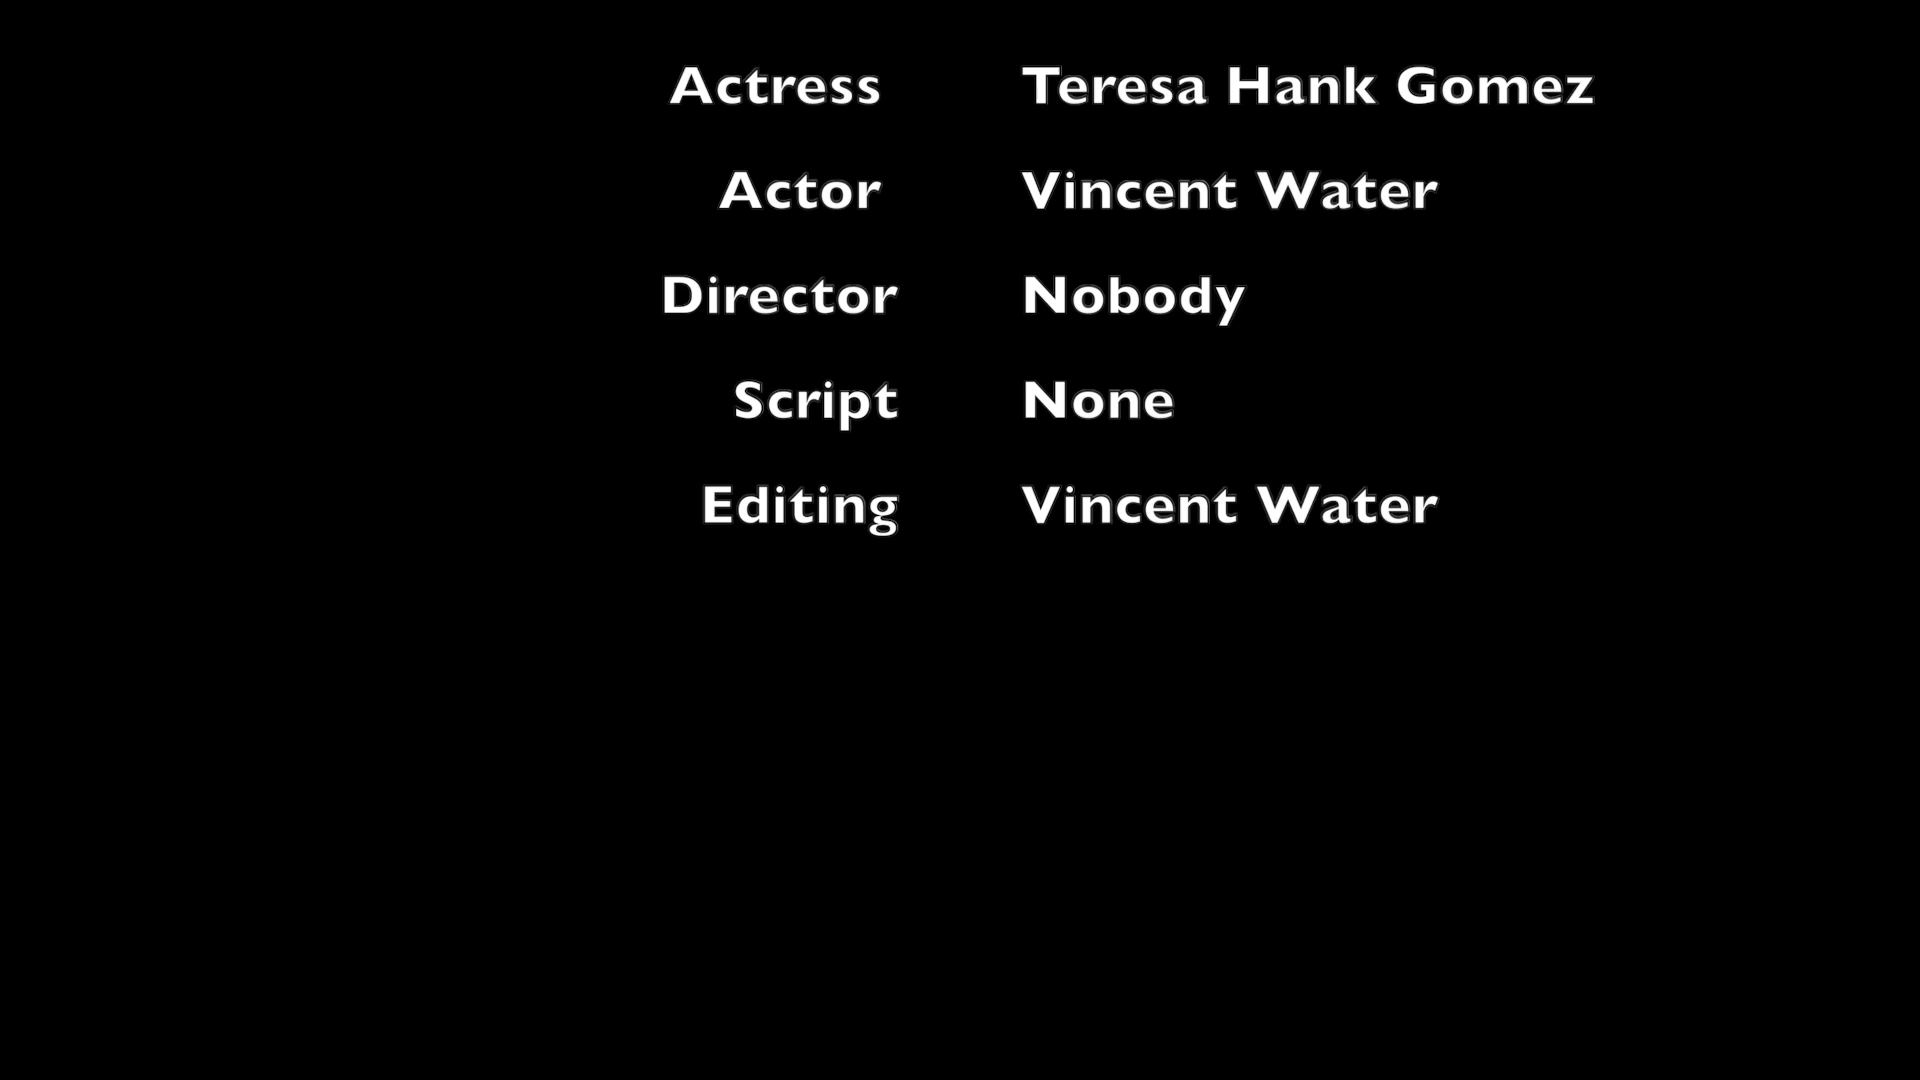 Actress Teresa Hank Gomez
Actor Vincent Water
Director Nobody
Script None
Editing Vincent Water